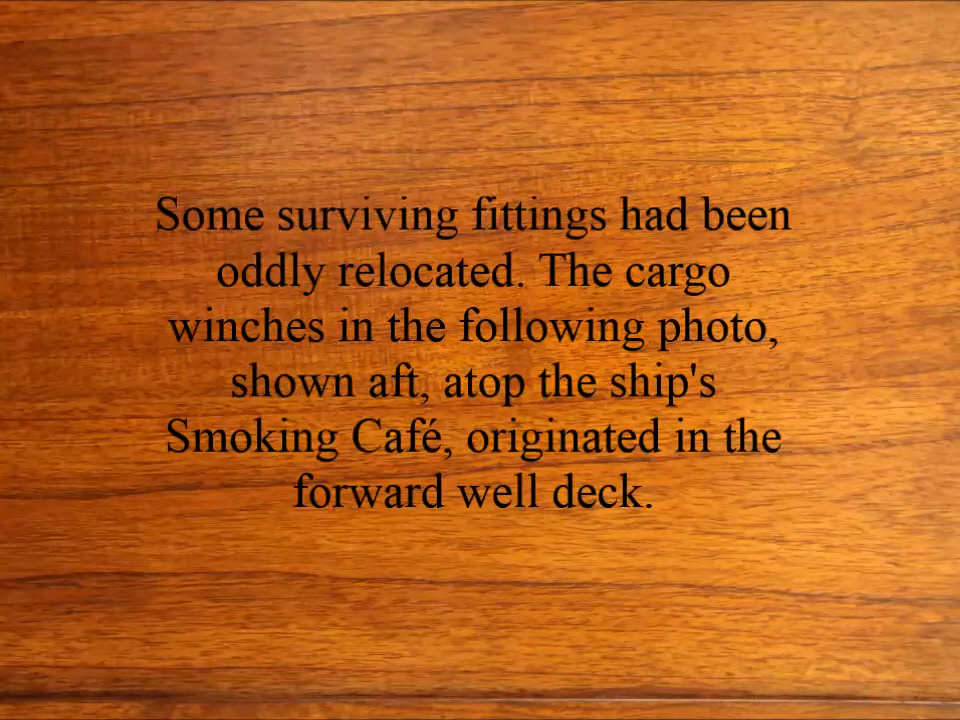 Some surviving fittings had been
oddly relocated. The cargo
winches in the following photo,
shown aft, atop the ship's
Smoking Café, originated in the
forward well deck.